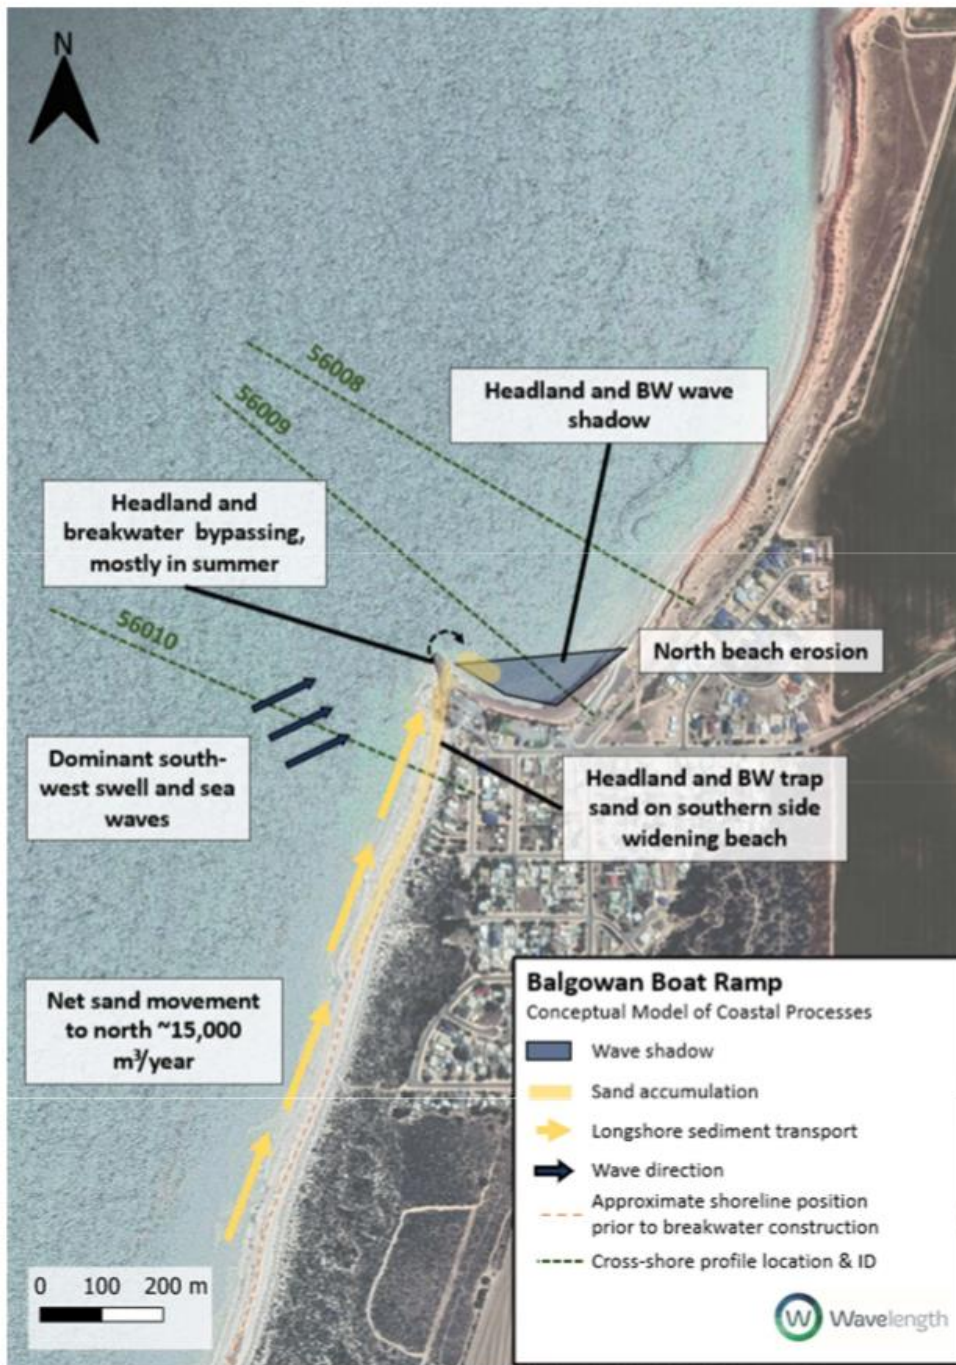 N
56008
56009
Headland and BW wave
shadow
Headland and
breakwater bypassing,
mostly in summer
56010
North beach erosion
Dominant south-
west swell and sea
waves
Headland and BW trap
sand on southern side
widening beach
Net sand movement
to north ~15,000
m³/year
0 100 200 m
Balgowan Boat Ramp
Conceptual Model of Coastal Processes
Wave shadow
Sand accumulation
Longshore sediment transport
Wave direction
Approximate shoreline position
prior to breakwater construction
Cross-shore profile location & ID
W Wavelength